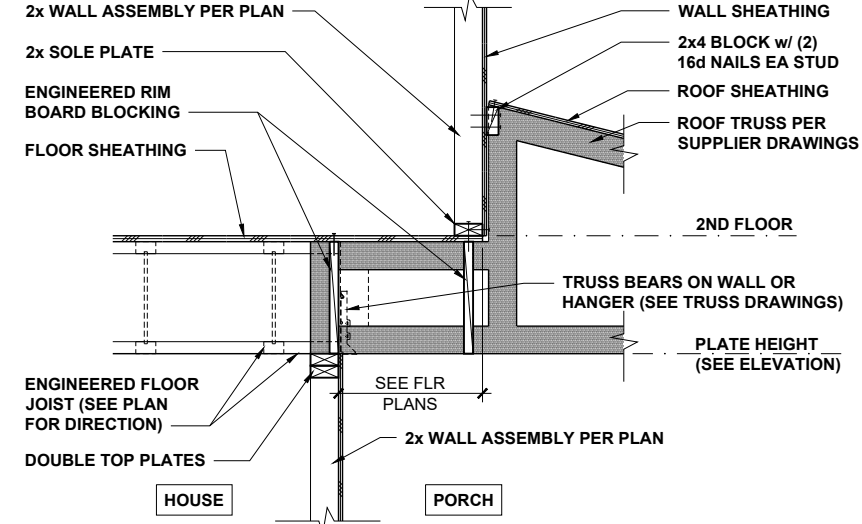 2x WALL ASSEMBLY PER PLAN
2x SOLE PLATE
ENGINEERED RIM
BOARD BLOCKING
FLOOR SHEATHING
WALL SHEATHING
2x4 BLOCK w/ (2)
16d NAILS EA STUD
ROOF SHEATHING
ROOF TRUSS PER
SUPPLIER DRAWINGS
2ND FLOOR
TRUSS BEARS ON WALL OR
HANGER (SEE TRUSS DRAWINGS)
PLATE HEIGHT
(SEE ELEVATION)
SEE FLR
PLANS
ENGINEERED FLOOR
JOIST (SEE PLAN
FOR DIRECTION)
DOUBLE TOP PLATES
2x WALL ASSEMBLY PER PLAN
HOUSE
PORCH